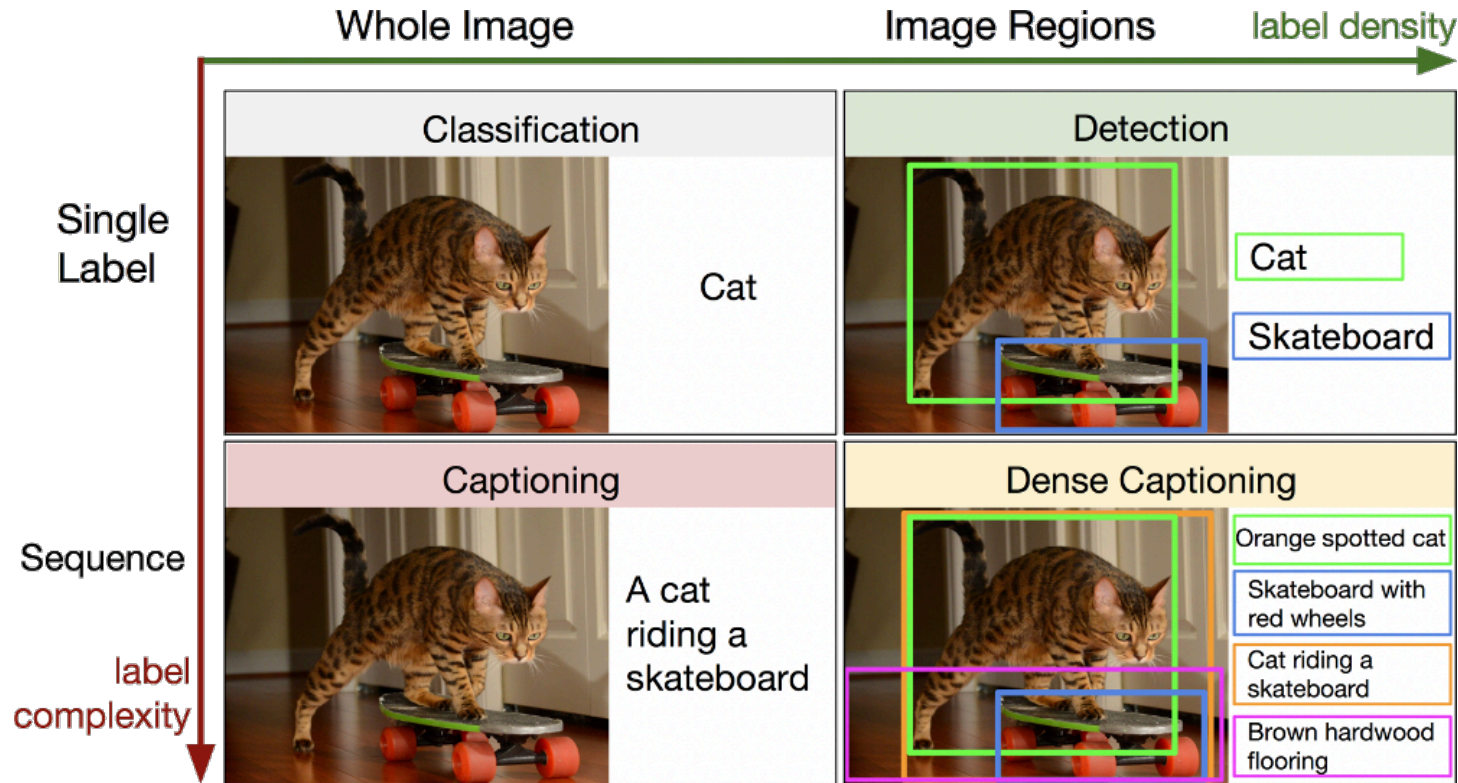 Whole Image
Image Regions
label density
Single
Label
Classification
Cat
Detection
Cat
Skateboard
Sequence
label
complexity
Captioning
A cat
riding a
skateboard
Dense Captioning
Orange spotted cat
Skateboard with
red wheels
Cat riding a
skateboard
Brown hardwood
flooring